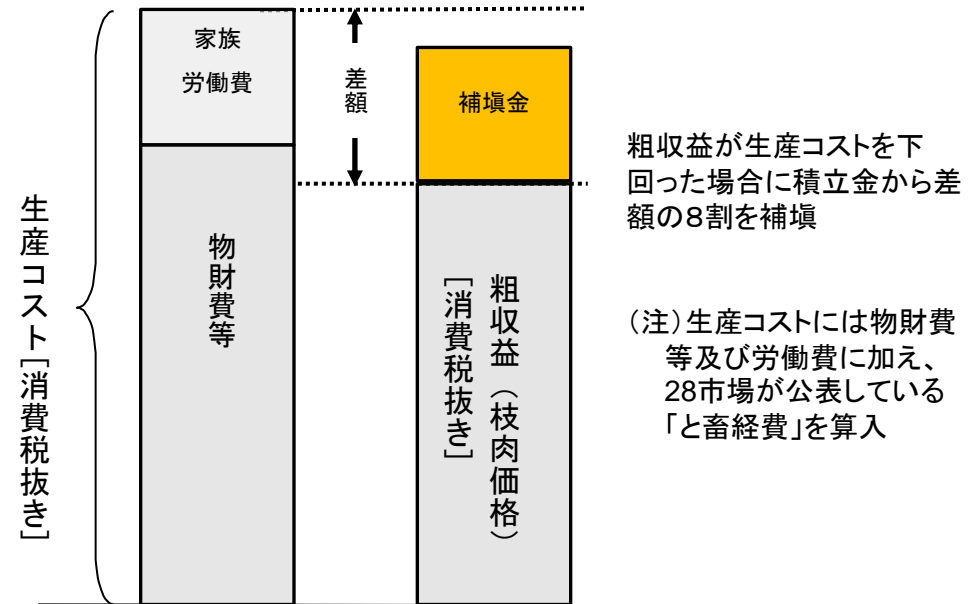 生産コスト［消費税抜き］
家族
労働費
物財費等
差額
補塡金
粗収益（枝肉価格）
［消費税抜き］
粗収益が生産コストを下
回った場合に積立金から差
額の８割を補塡
（注）生産コストには物財費
等及び労働費に加え、
28市場が公表している
「と畜経費」を算入